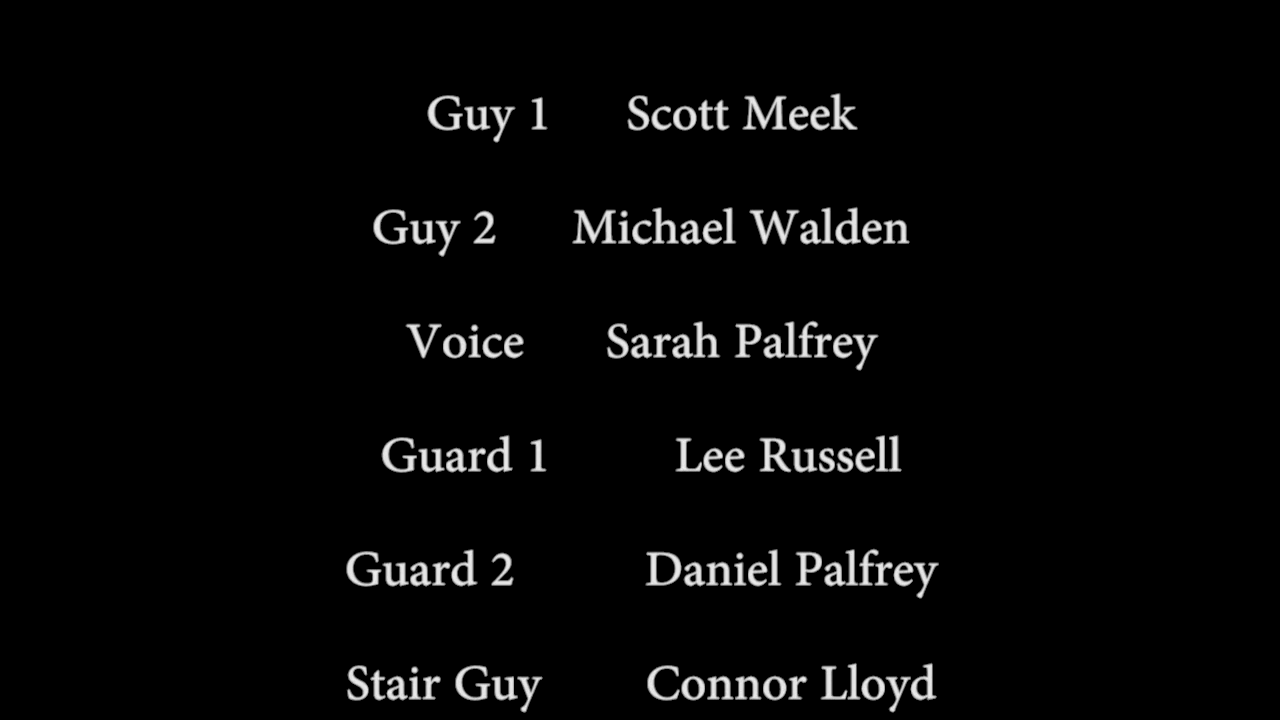 Guy 1 Scott Meek
Guy 2 Michael Walden
Voice Sarah Palfrey
Guard 1 Lee Russell
Guard 2 Daniel Palfrey
Stair Guy Connor Lloyd